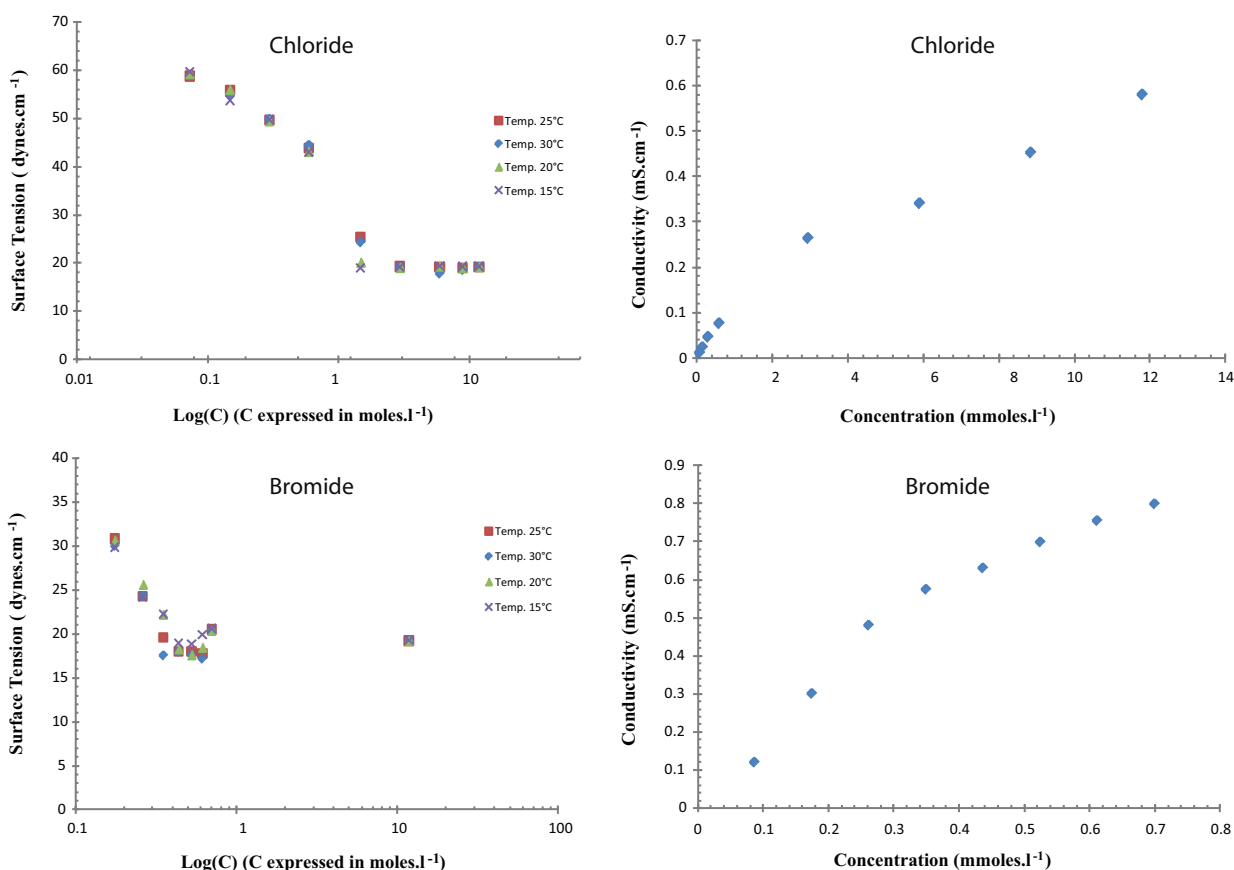 Chloride
Surface Tension ( dynes.cm -1)
70
60
50
40
30
20
10
0
0.01 0.1 1 10
Log(C) (C expressed in moles.l-1)
Temp. 25°C
Temp. 30°C
Temp. 20°C
Temp. 15°C
Chloride
Conductivity (mS.cm-1)
0.7
0.6
0.5
0.4
0.3
0.2
0.1
0
0 2 4 6 8 10 12 14
Concentration (mmoles.l-1)
Bromide
Surface Tension ( dynes.cm -1)
40
35
30
25
20
15
10
5
0
0.1 1 10 100
Log(C) (C expressed in moles.l-1)
Temp. 25°C
Temp. 30°C
Temp. 20°C
Temp. 15°C
Bromide
Conductivity (mS.cm-1)
0.9
0.8
0.7
0.6
0.5
0.4
0.3
0.2
0.1
0
0 0.1 0.2 0.3 0.4 0.5 0.6 0.7 0.8
Concentration (mmoles.l-1)